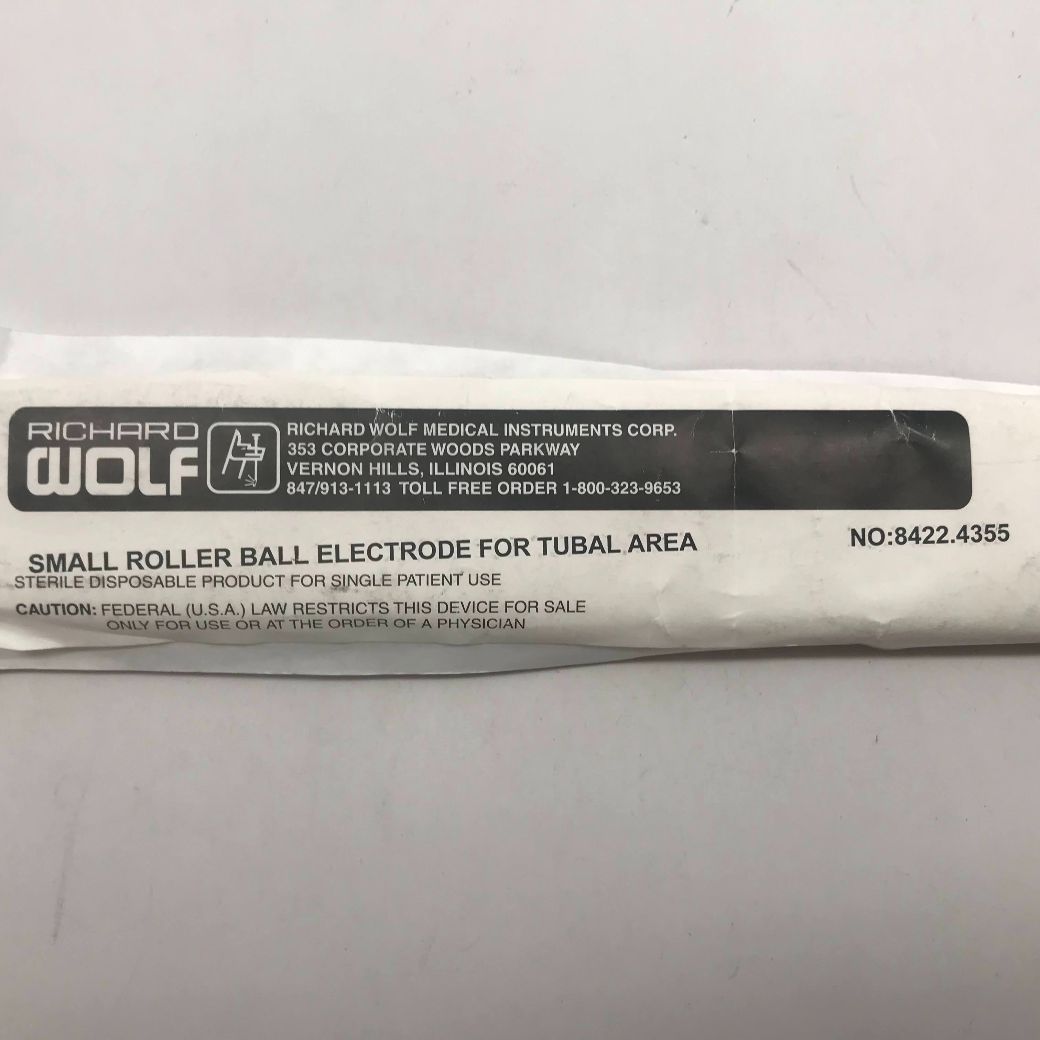 RICHARD
WOLF
RICHARD WOLF MEDICAL INSTRUMENTS CORP.
353 CORPORATE WOODS PARKWAY
VERNON HILLS, ILLINOIS 60061
847/913-1113 TOLL FREE ORDER 1-800-323-9653
SMALL ROLLER BALL ELECTRODE FOR TUBAL AREA
NO:8422.4355
STERILE DISPOSABLE PRODUCT FOR SINGLE PATIENT USE
CAUTION: FEDERAL (U.S.A.) LAW RESTRICTS THIS DEVICE FOR SALE
ONLY FOR USE OR AT THE ORDER OF A PHYSICIAN